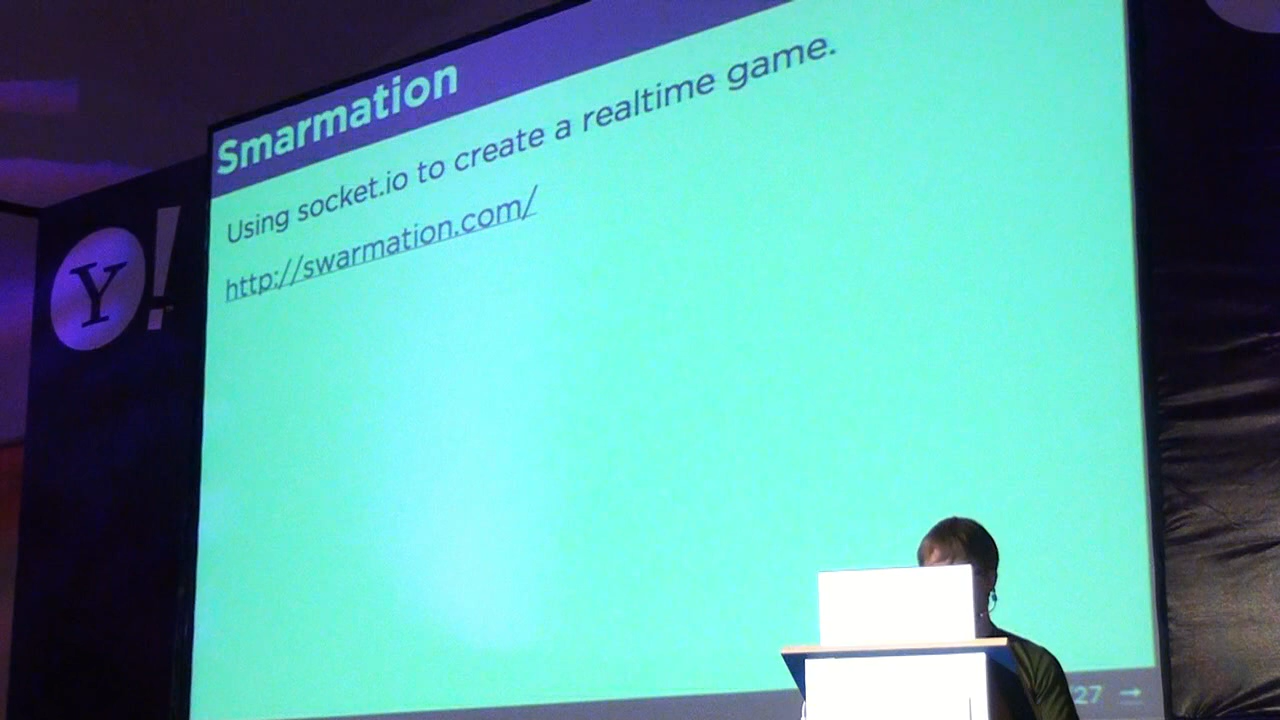 Smarmation
Using socket.io to create a realtime game.
http://swarmation.com/
Y!
27 →